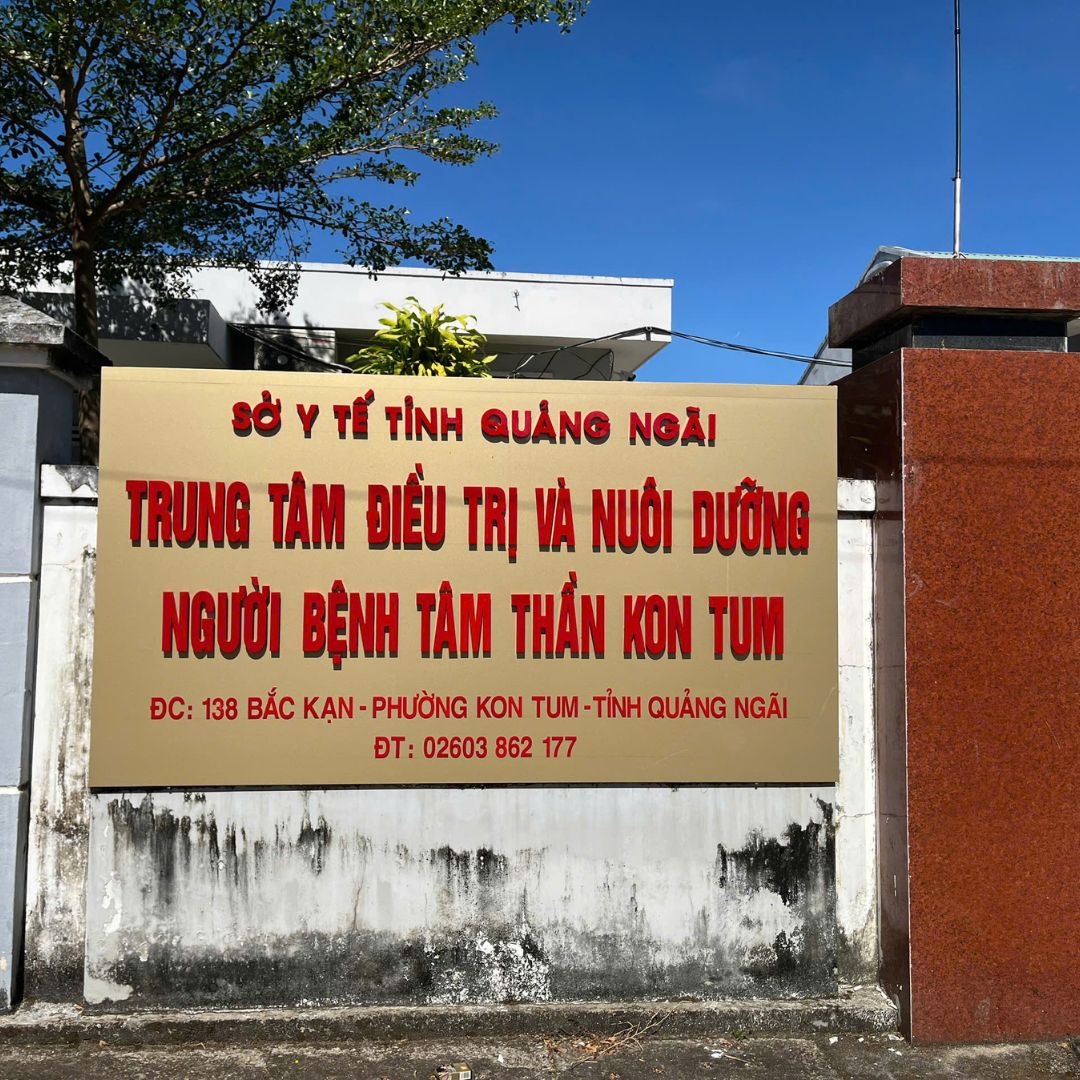 SỞ Y TẾ TỈNH QUẢNG NGÃI
TRUNG TÂM ĐIỀU TRỊ VÀ NUÔI DƯỠNG
NGƯỜI BỆNH TÂM THẦN KON TUM
ĐC: 138 BẮC KẠN - PHƯỜNG KON TUM - TỈNH QUẢNG NGÃI
ĐT: 02603 862 177